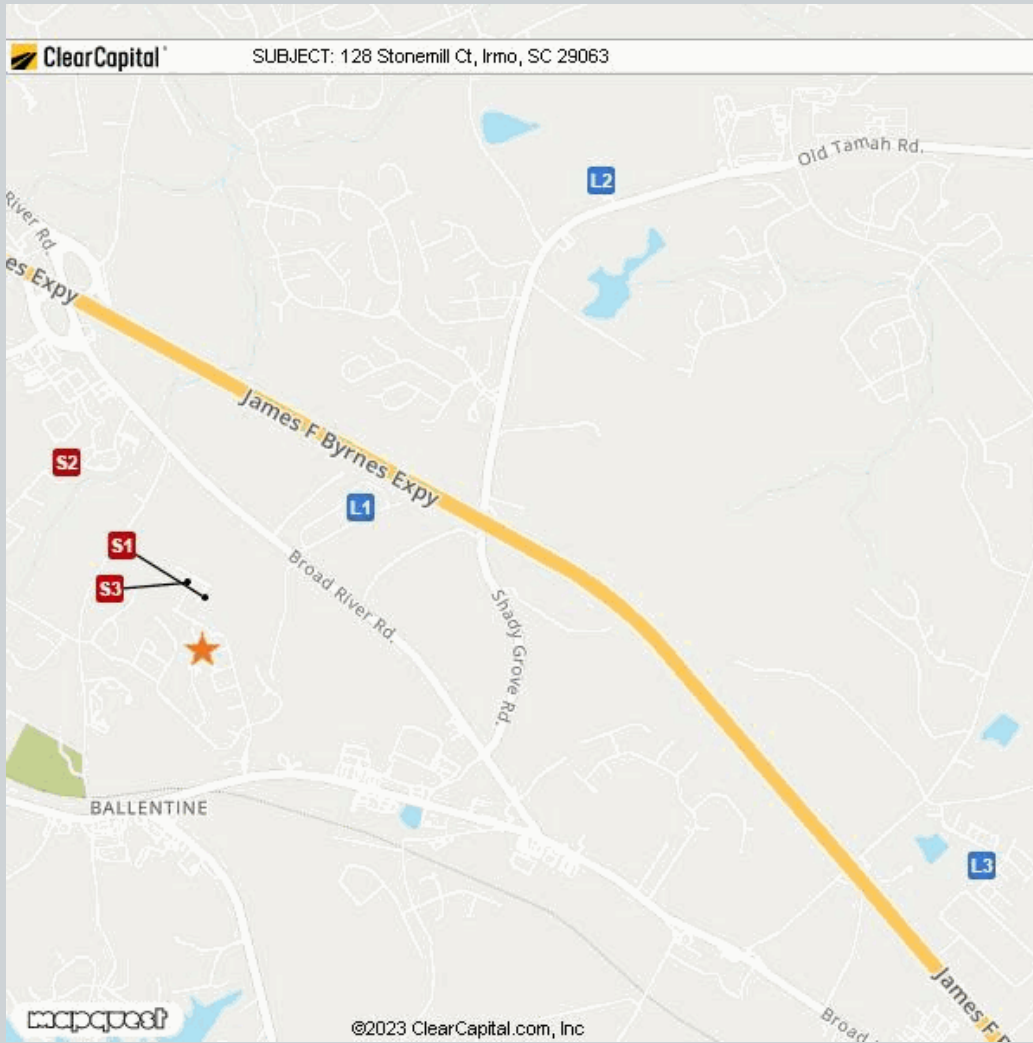 ClearCapital
SUBJECT: 128 Stonemill Ct, Irmo, SC 29063
Old Tamah Rd.
L2
River Rd.
es Expy
James F Byrnes Expy
S2
L1
S1
Broad River Rd.
S3
Shady Grove Rd.
BALLENTINE
L3
James F
Broad
mapquest
©2023 ClearCapital.com, Inc